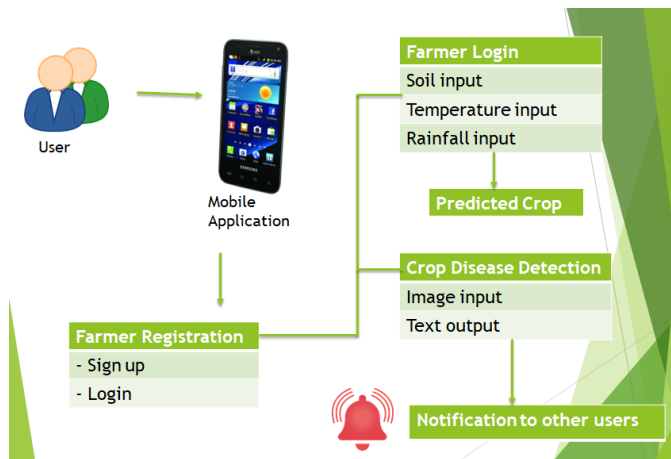 User
Mobile
Application
Farmer Registration
- Sign up
- Login
Farmer Login
Soil input
Temperature input
Rainfall input
Predicted Crop
Crop Disease Detection
Image input
Text output
Notification to other users
SAMSUNG